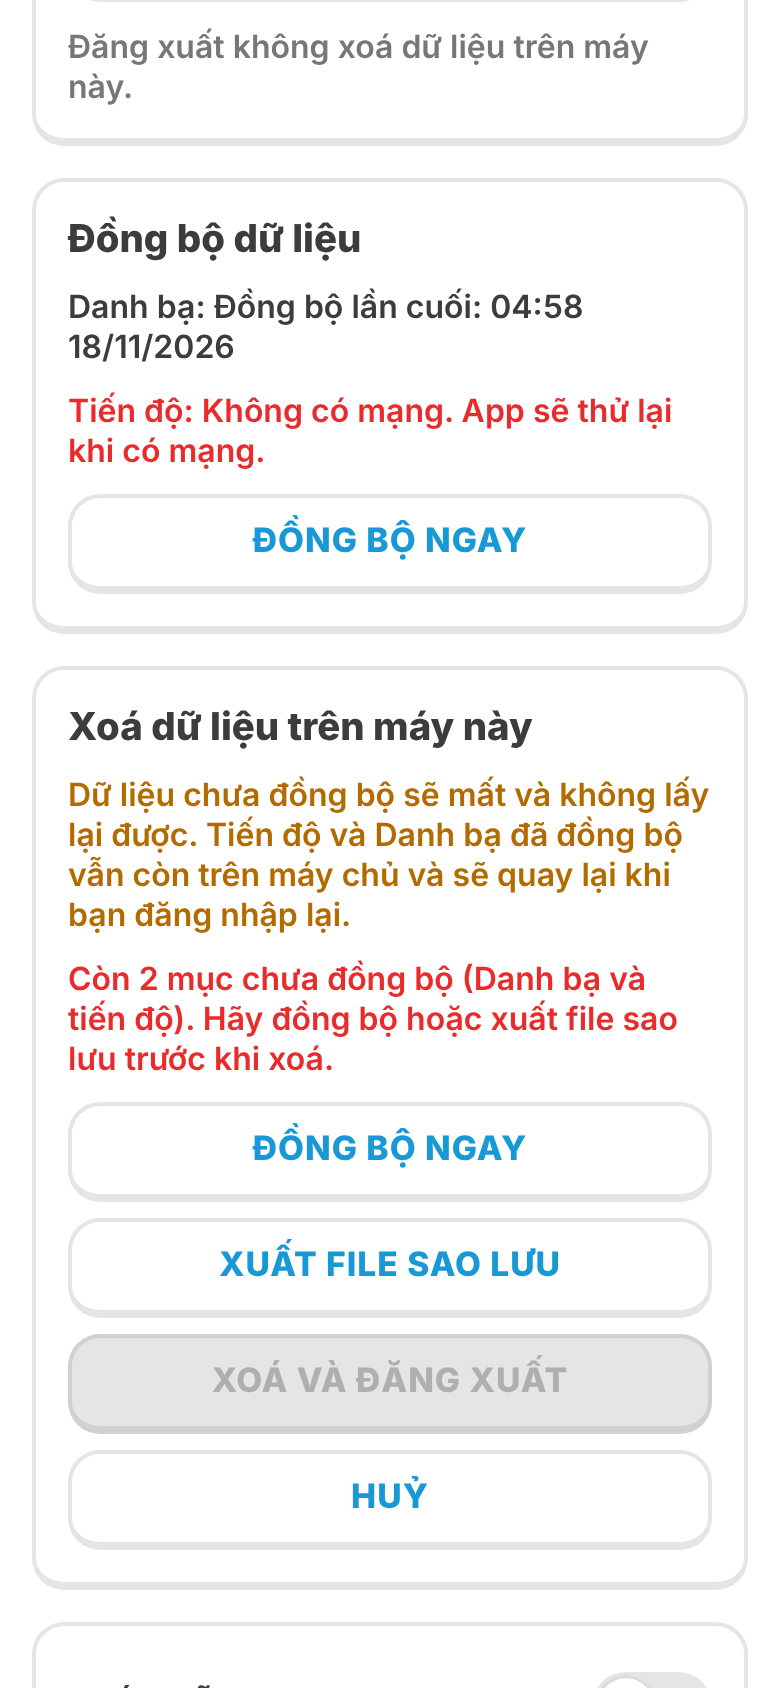 Đăng xuất không xoá dữ liệu trên máy
này.
Đồng bộ dữ liệu
Danh bạ: Đồng bộ lần cuối: 04:58
18/11/2026
Tiến độ: Không có mạng. App sẽ thử lại
khi có mạng.
ĐỒNG BỘ NGAY
Xoá dữ liệu trên máy này
Dữ liệu chưa đồng bộ sẽ mất và không lấy
lại được. Tiến độ và Danh bạ đã đồng bộ
vẫn còn trên máy chủ và sẽ quay lại khi
bạn đăng nhập lại.
Còn 2 mục chưa đồng bộ (Danh bạ và
tiến độ). Hãy đồng bộ hoặc xuất file sao
lưu trước khi xoá.
ĐỒNG BỘ NGAY
XUẤT FILE SAO LƯU
XOÁ VÀ ĐĂNG XUẤT
HUỶ